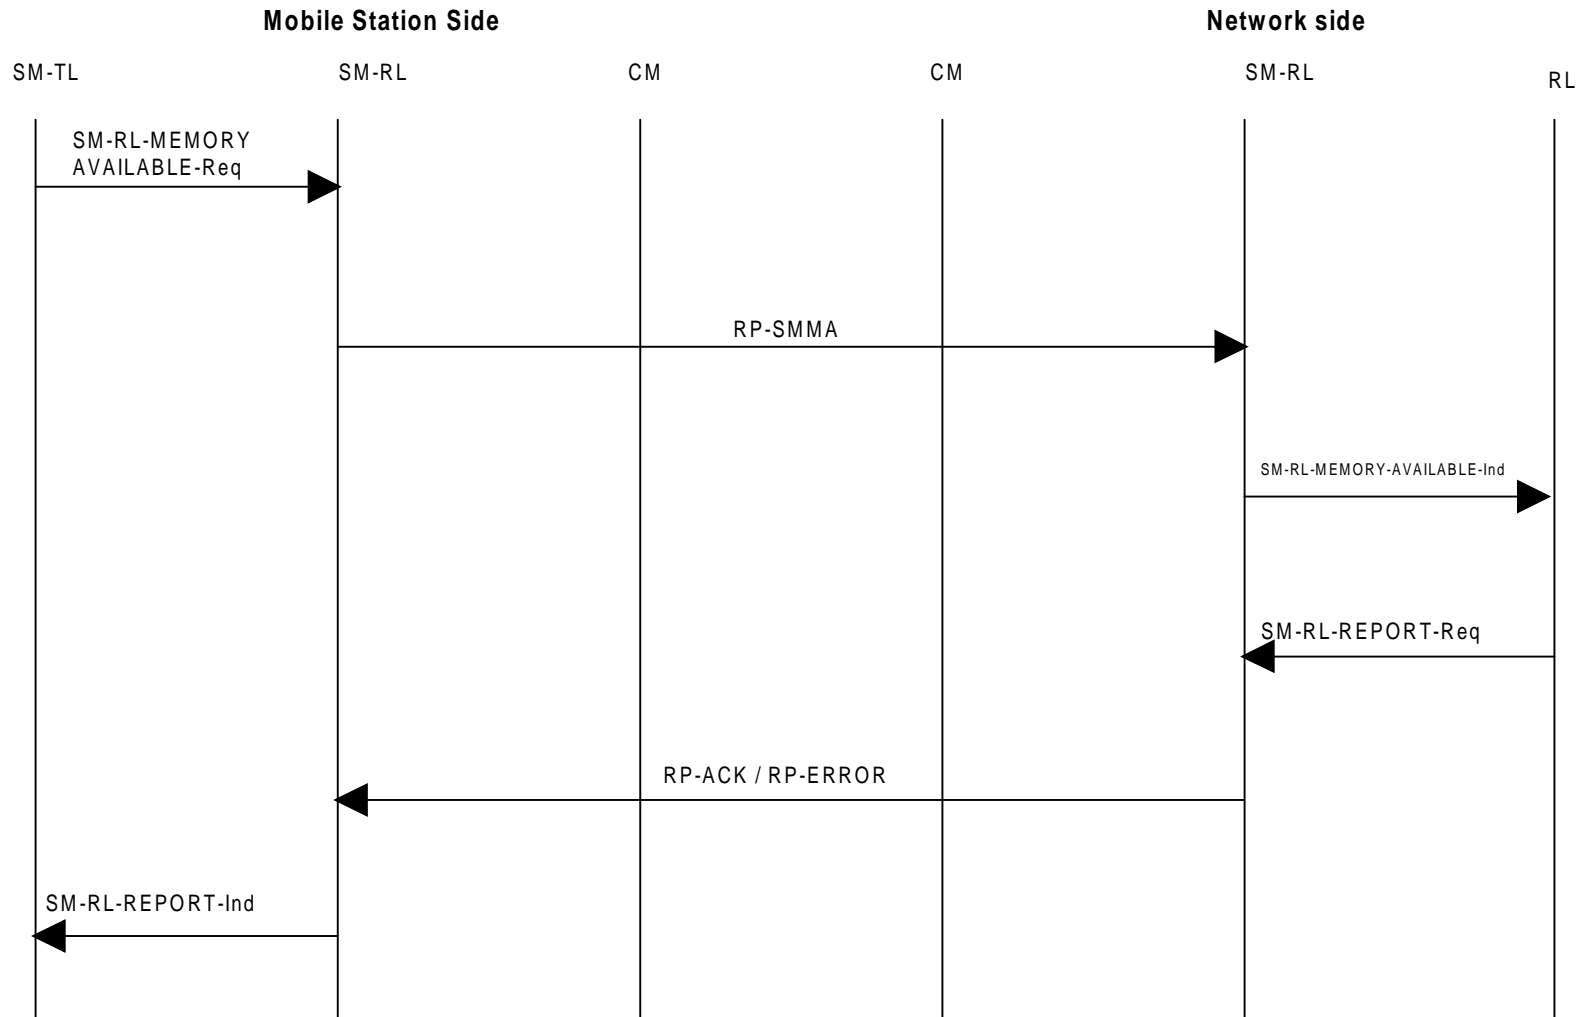 Mobile Station Side
Network side
SM-TL
SM-RL
CM
CM
SM-RL
RL
SM-RL-MEMORY
AVAILABLE-Req
RP-SMMA
SM-RL-MEMORY-AVAILABLE-Ind
SM-RL-REPORT-Req
RP-ACK / RP-ERROR
SM-RL-REPORT-Ind